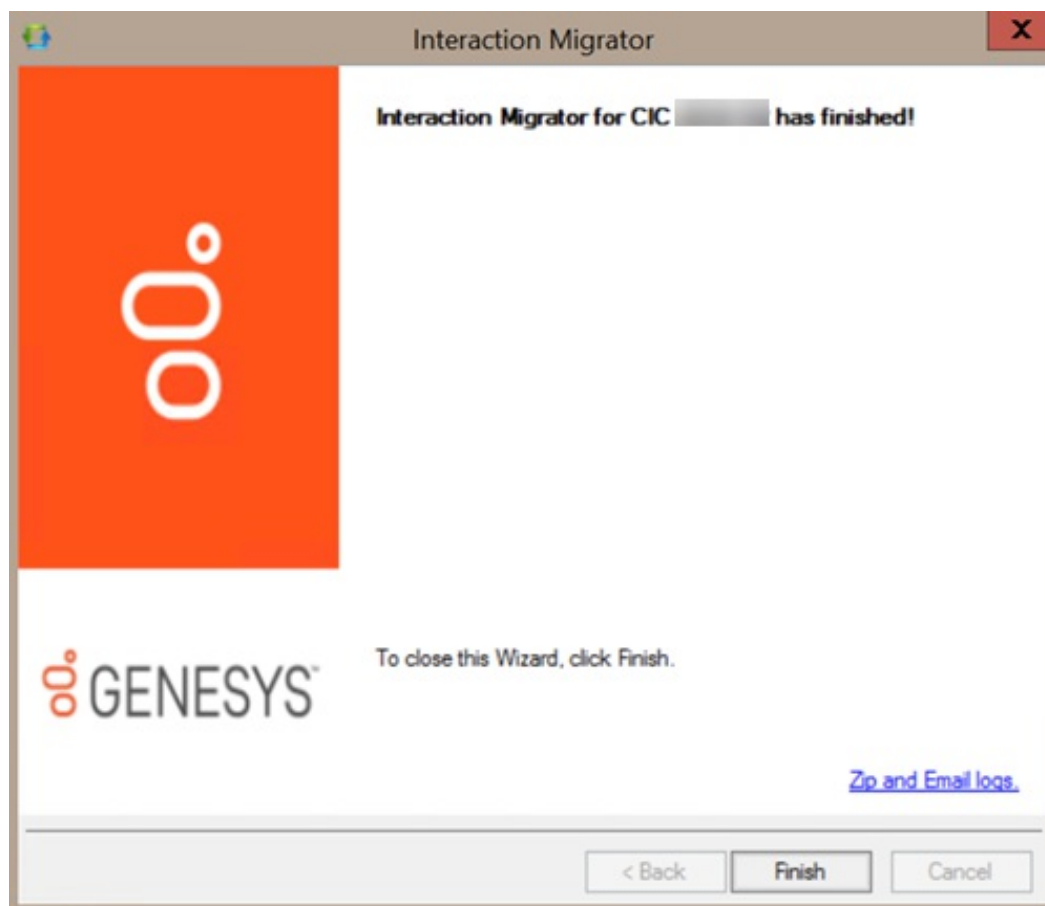 Interaction Migrator
X
Interaction Migrator for CIC has finished!
To close this Wizard, click Finish.
GENESYS™
Zip and Email logs.
< Back
Finish
Cancel